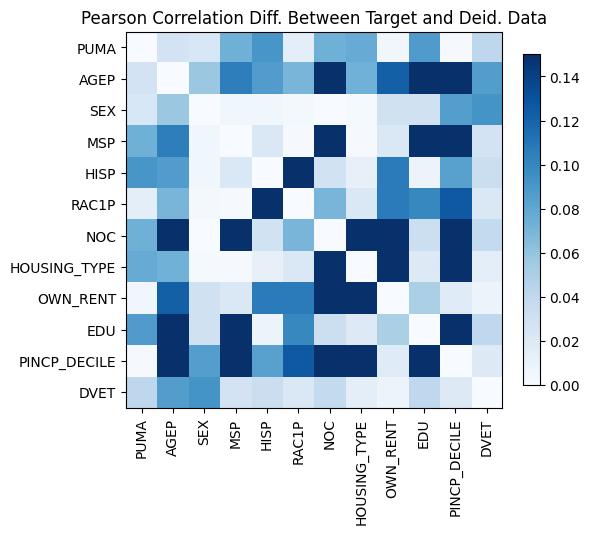 Pearson Correlation Diff. Between Target and Deid. Data
PUMA
AGEP
SEX
MSP
HISP
RAC1P
NOC
HOUSING_TYPE
OWN_RENT
EDU
PINCP_DECILE
DVET
0.14
0.12
0.10
0.08
0.06
0.04
0.02
0.00
PUMA
AGEP
SEX
MSP
HISP
RAC1P
NOC
HOUSING_TYPE
OWN_RENT
EDU
PINCP_DECILE
DVET